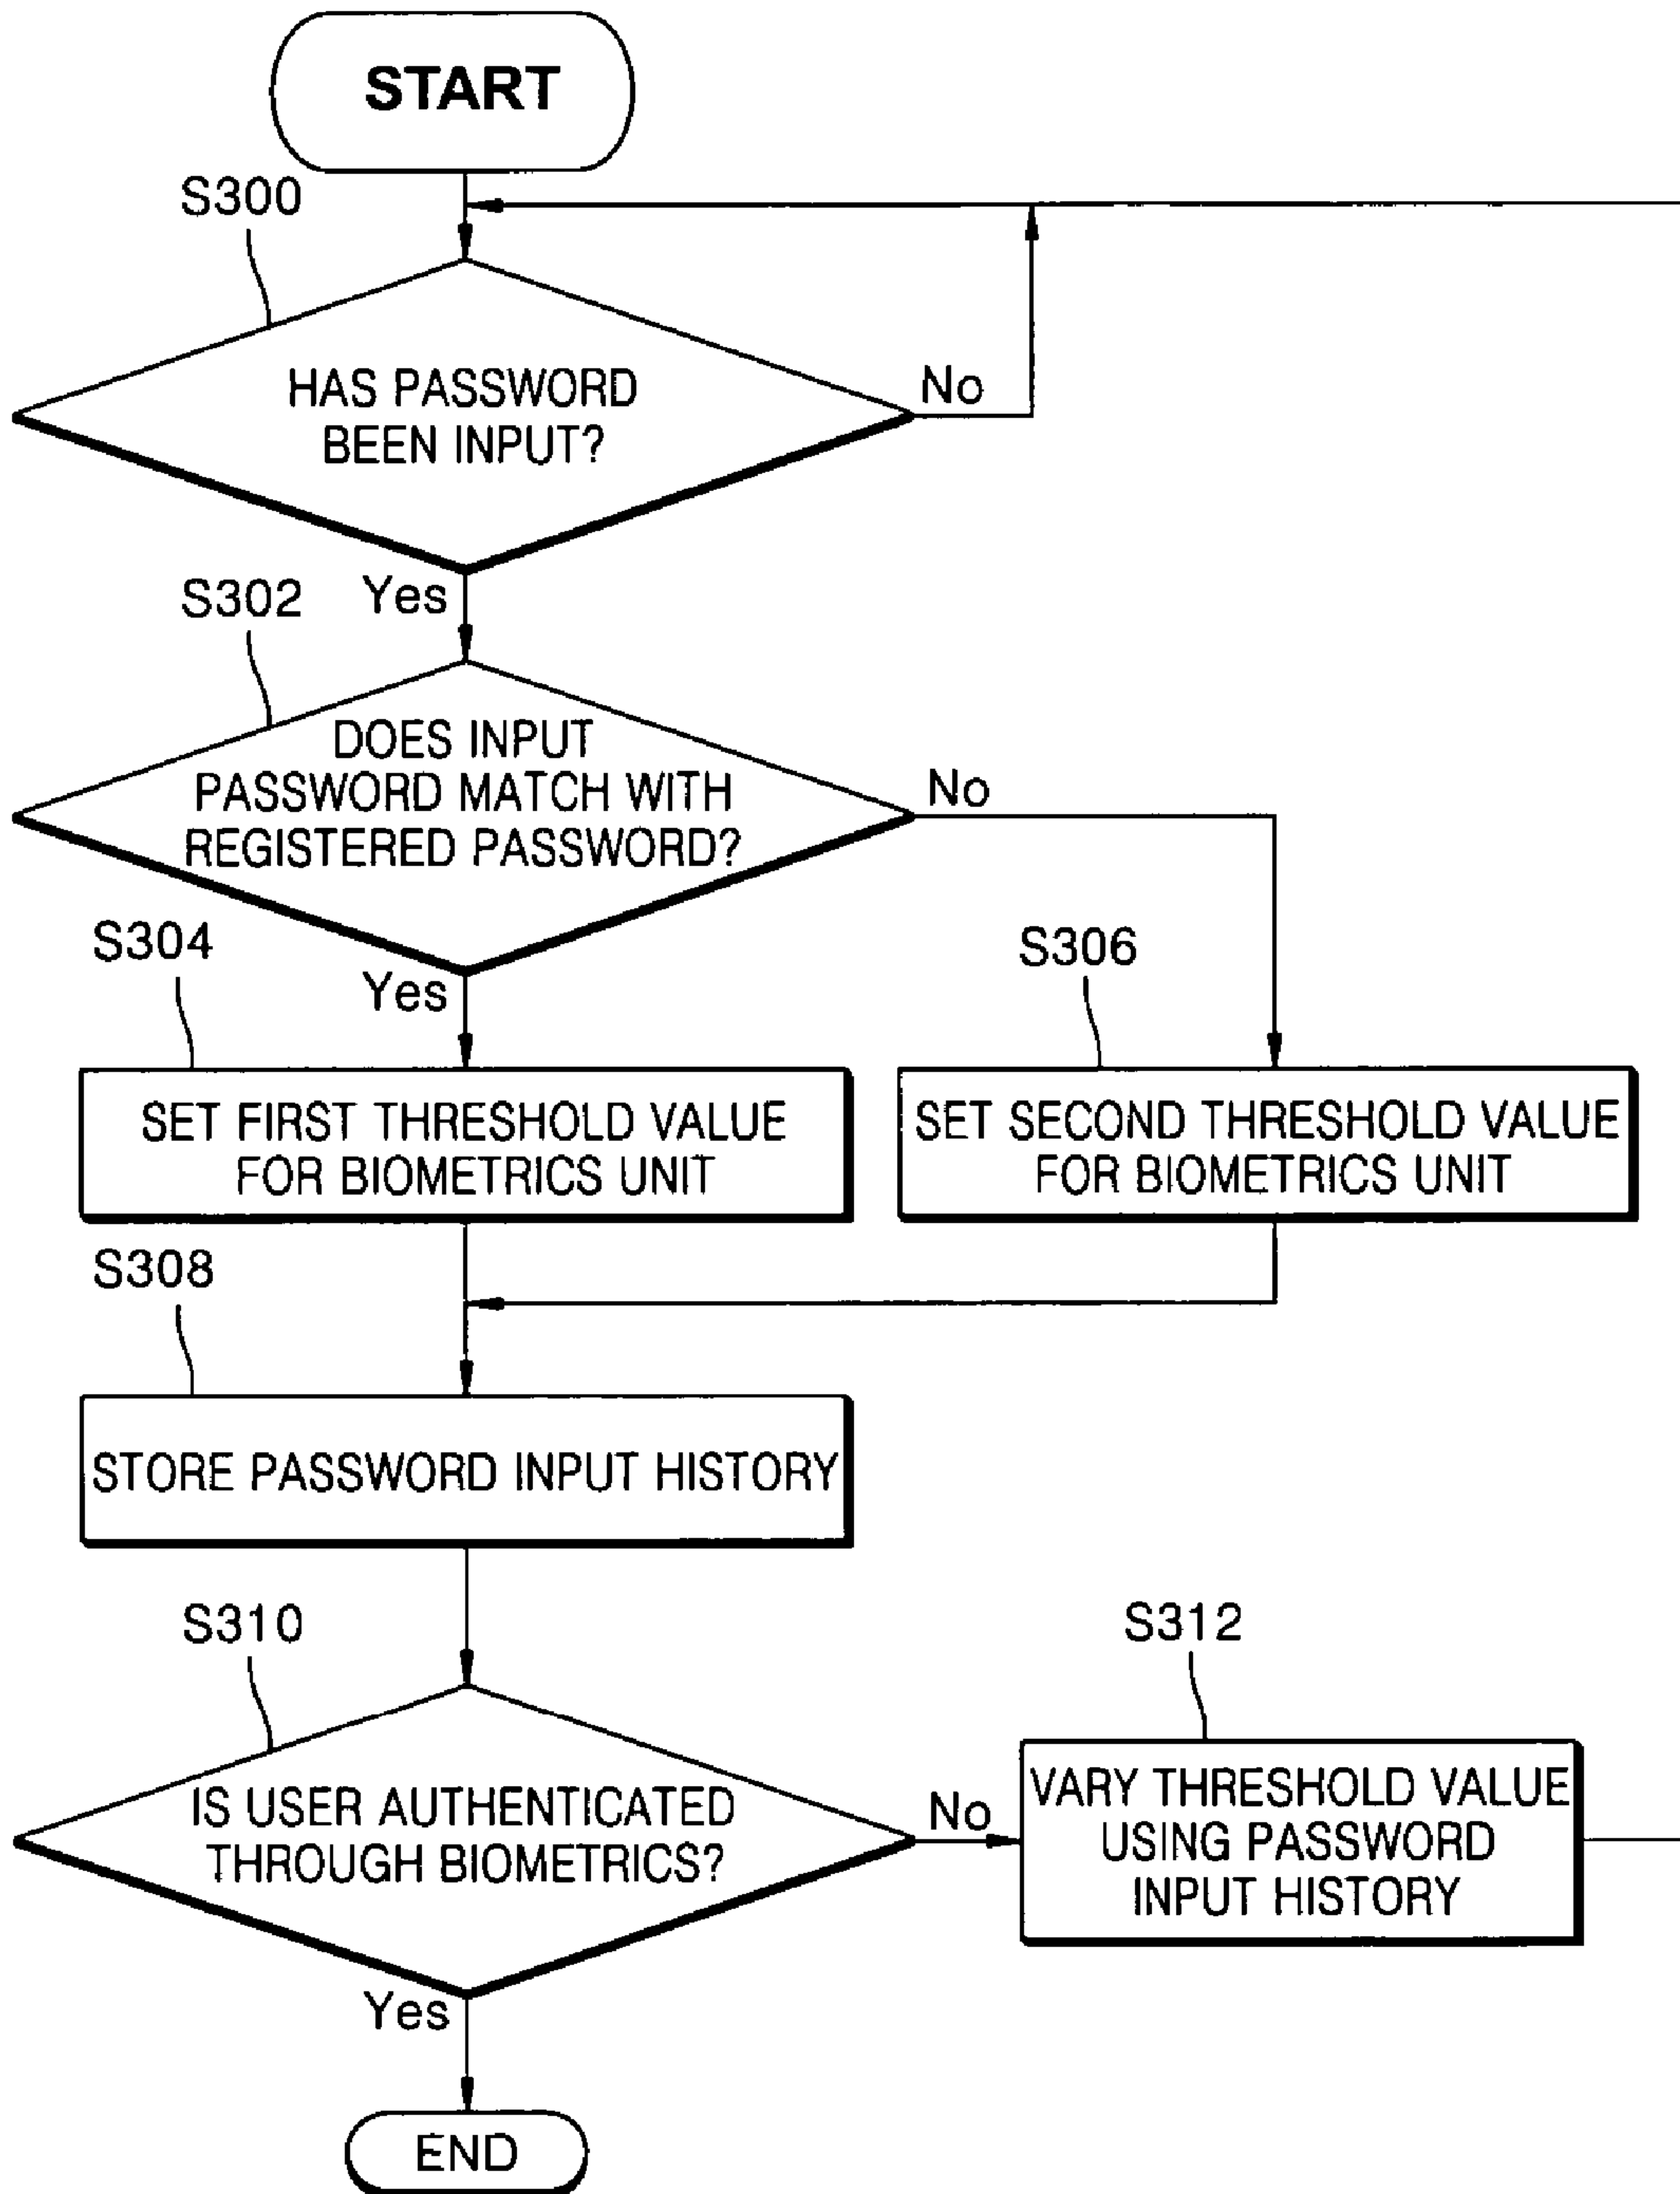 START
S300
HAS PASSWORD
BEEN INPUT?
No
Yes
S302
DOES INPUT
PASSWORD MATCH WITH
REGISTERED PASSWORD?
No
Yes
S304
S306
SET FIRST THRESHOLD VALUE
FOR BIOMETRICS UNIT
SET SECOND THRESHOLD VALUE
FOR BIOMETRICS UNIT
S308
STORE PASSWORD INPUT HISTORY
S310
S312
IS USER AUTHENTICATED
THROUGH BIOMETRICS?
No
VARY THRESHOLD VALUE
USING PASSWORD
INPUT HISTORY
Yes
END